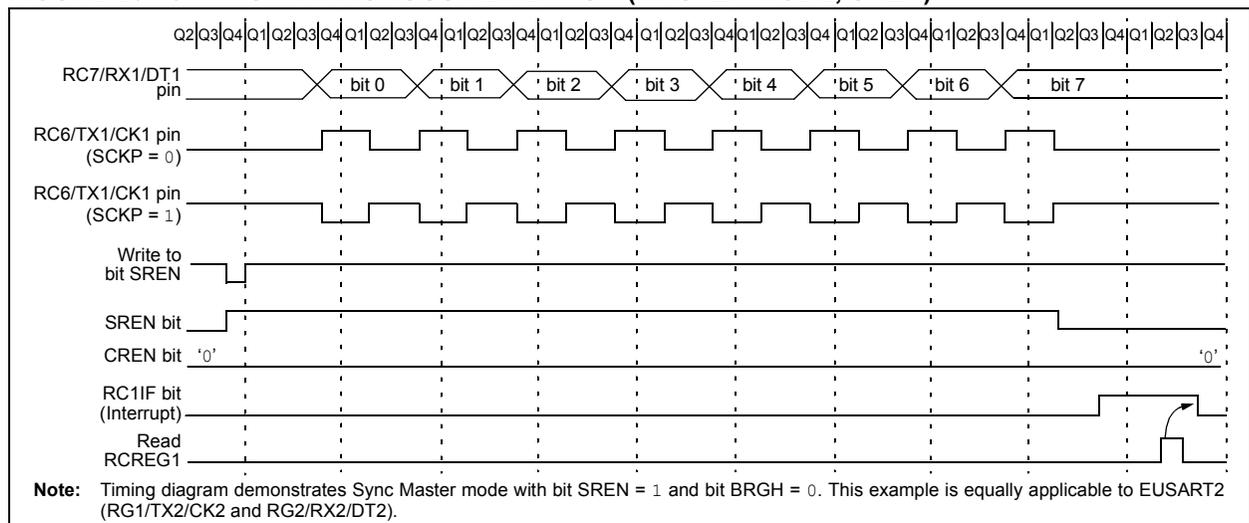 Q2 Q3 Q4 Q1 Q2 Q3 Q4 Q1 Q2 Q3 Q4 Q1 Q2 Q3 Q4 Q1 Q2 Q3 Q4 Q1 Q2 Q3 Q4 Q1 Q2 Q3 Q4 Q1 Q2 Q3 Q4 Q1 Q2 Q3 Q4 Q1 Q2 Q3 Q4 Q1 Q2 Q3 Q4
RC7/RX1/DT1
pin
bit 0 bit 1 bit 2 bit 3 bit 4 bit 5 bit 6 bit 7
RC6/TX1/CK1 pin
(SCKP = 0)
RC6/TX1/CK1 pin
(SCKP = 1)
Write to
bit SREN
SREN bit
CREN bit ‘0’ ‘0’
RC1IF bit
(Interrupt)
Read
RCREG1
Note: Timing diagram demonstrates Sync Master mode with bit SREN = 1 and bit BRGH = 0. This example is equally applicable to EUSART2
(RG1/TX2/CK2 and RG2/RX2/DT2).